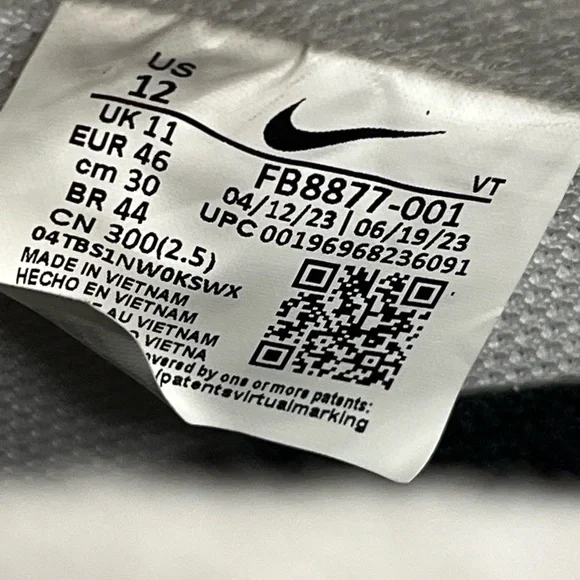 US
12
UK 11
EUR 46
cm 30
BR 44
CN 300(2.5)
04TBS1NW0KSWX
MADE IN VIETNAM
HECHO EN VIETNAM
AU VIETNAM
VIETNA
VT
FB8877-001
04/12/23 | 06/19/23
UPC 00196968236091
overed by one or more patents:
/patentsvirtualmarking